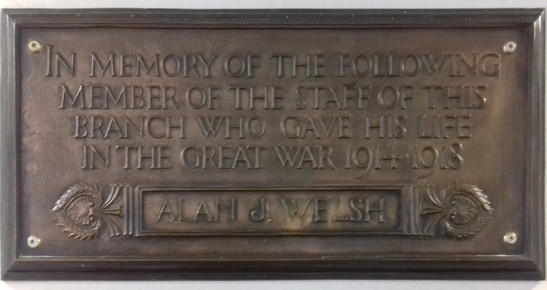 IN MEMORY OF THE FOLLOWING
MEMBER OF THE STAFF OF THIS
BRANCH WHO GAVE HIS LIFE
IN THE GREAT WAR 1914-1918
ALAN J. WELSH